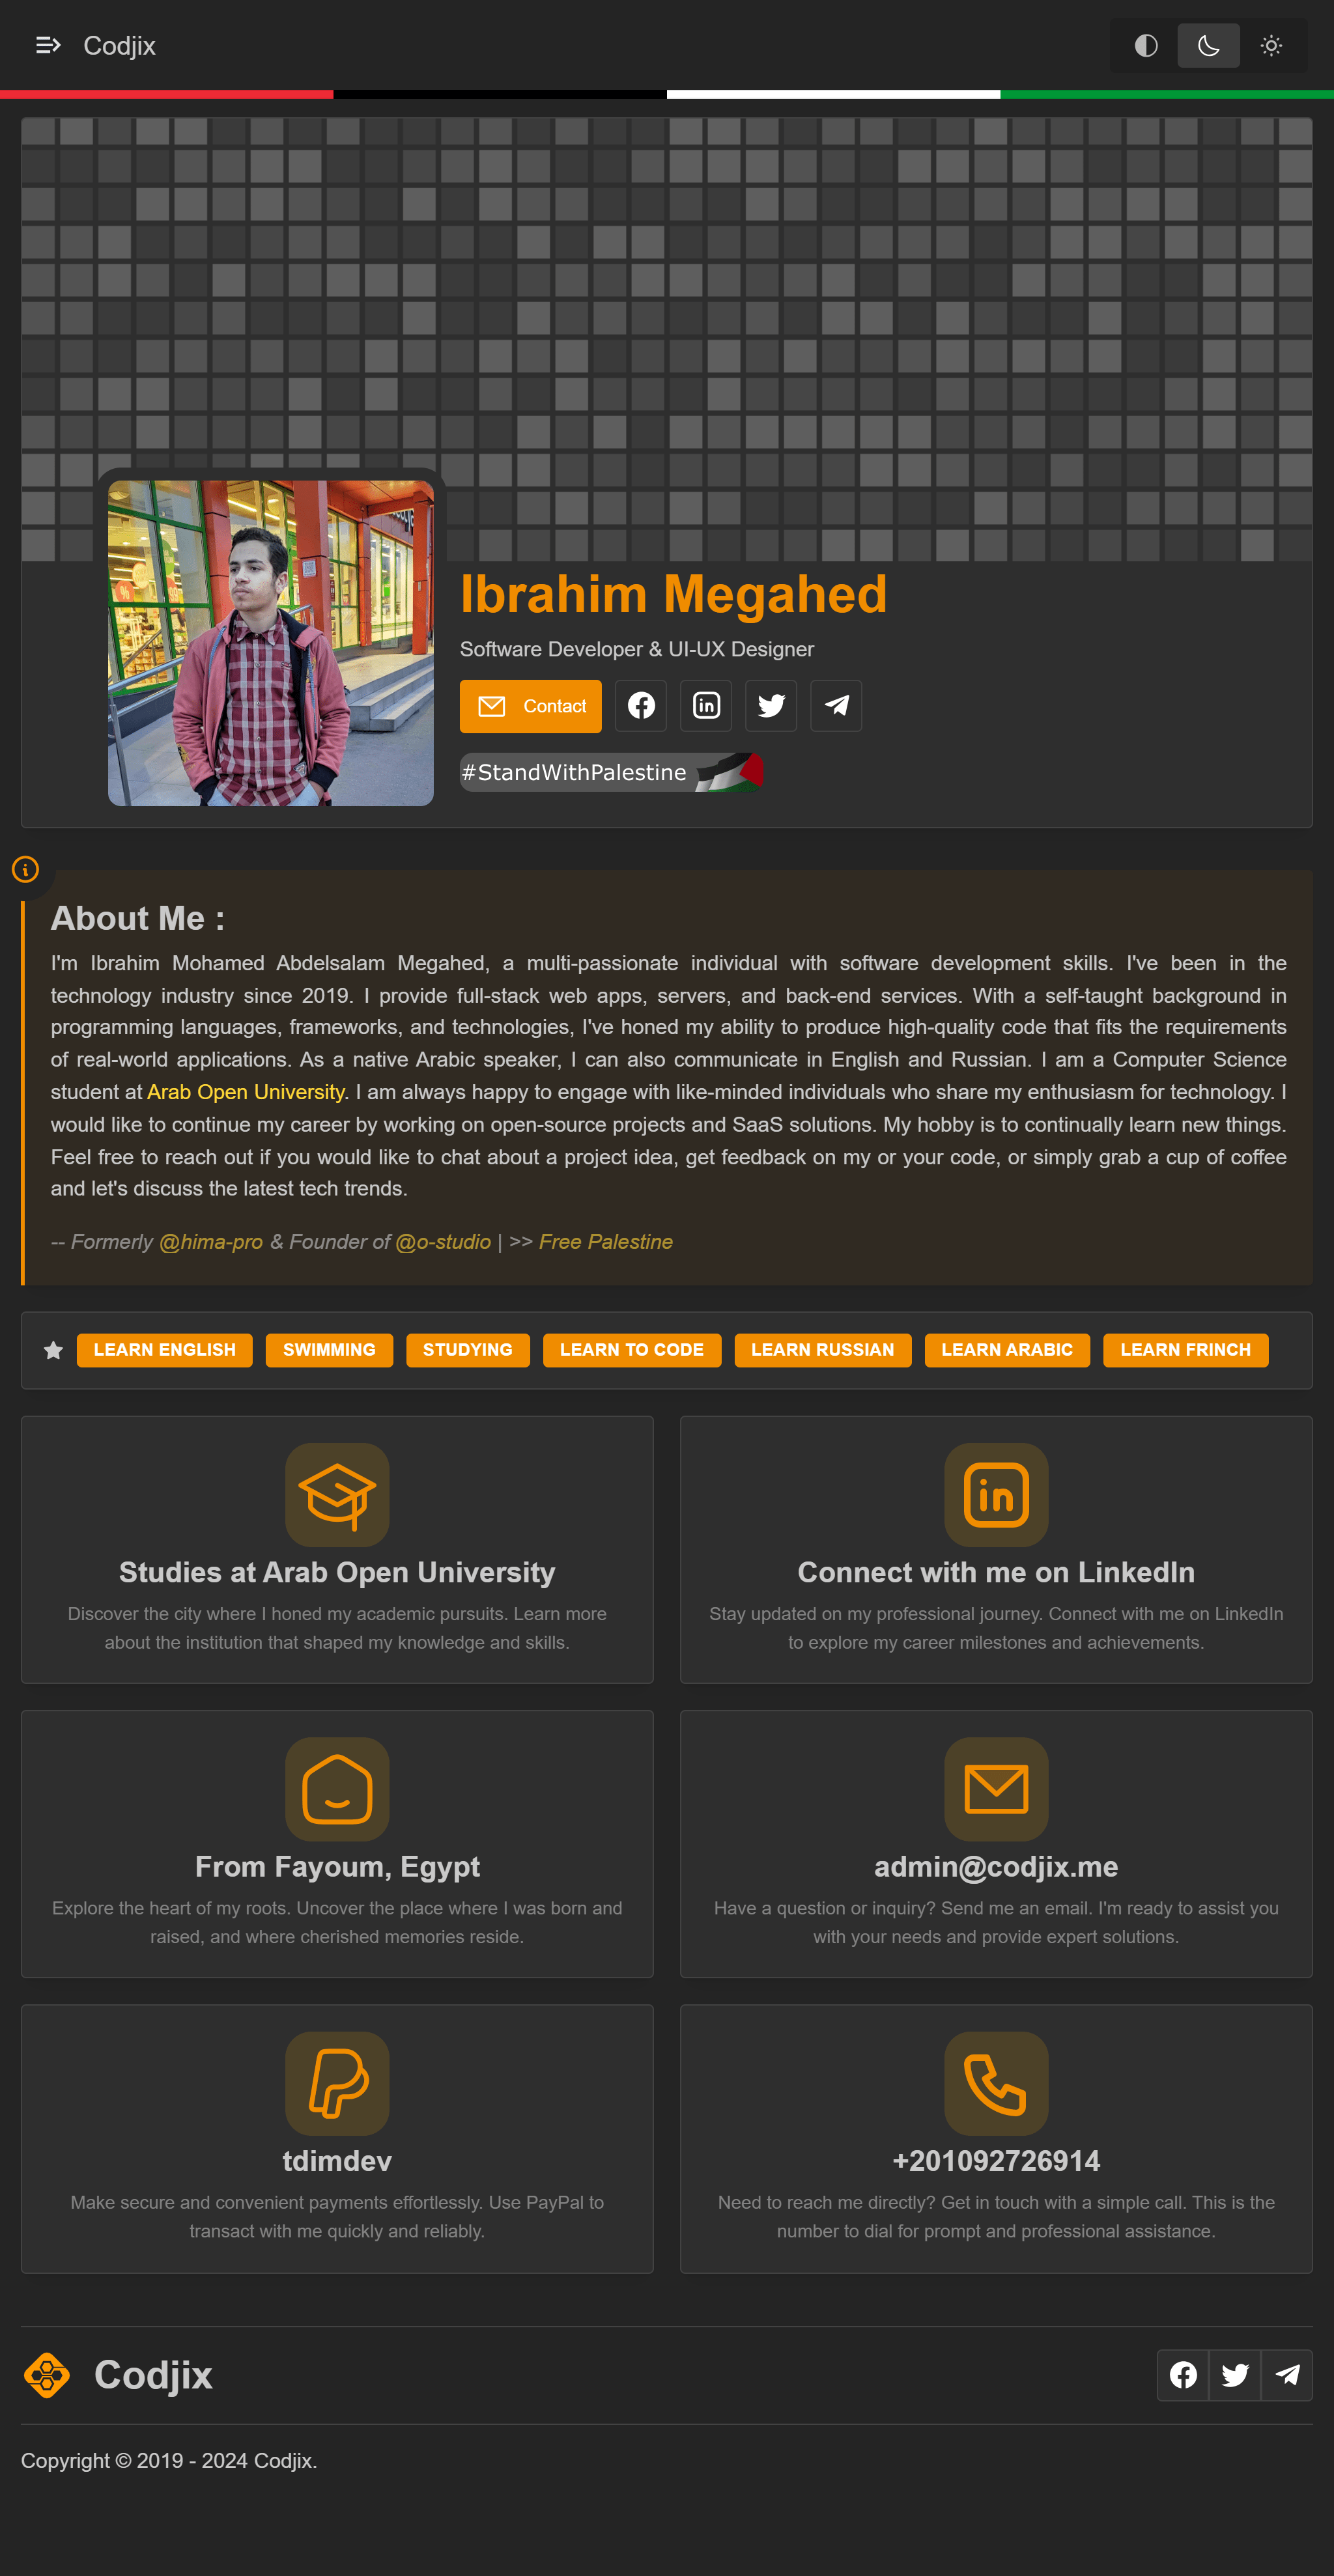 Codjix
Ibrahim Megahed
Software Developer & UI-UX Designer
Contact
#StandWithPalestine
About Me :
I'm Ibrahim Mohamed Abdelsalam Megahed, a multi-passionate individual with software development skills. I've been in the
technology industry since 2019. I provide full-stack web apps, servers, and back-end services. With a self-taught background in
programming languages, frameworks, and technologies, I've honed my ability to produce high-quality code that fits the requirements
of real-world applications. As a native Arabic speaker, I can also communicate in English and Russian. I am a Computer Science
student at Arab Open University. I am always happy to engage with like-minded individuals who share my enthusiasm for technology. I
would like to continue my career by working on open-source projects and SaaS solutions. My hobby is to continually learn new things.
Feel free to reach out if you would like to chat about a project idea, get feedback on my or your code, or simply grab a cup of coffee
and let's discuss the latest tech trends.
-- Formerly @hima-pro & Founder of @o-studio | >> Free Palestine
LEARN ENGLISH SWIMMING STUDYING LEARN TO CODE LEARN RUSSIAN LEARN ARABIC LEARN FRINCH
Studies at Arab Open University
Discover the city where I honed my academic pursuits. Learn more
about the institution that shaped my knowledge and skills.
Connect with me on LinkedIn
Stay updated on my professional journey. Connect with me on LinkedIn
to explore my career milestones and achievements.
From Fayoum, Egypt
Explore the heart of my roots. Uncover the place where I was born and
raised, and where cherished memories reside.
admin@codjix.me
Have a question or inquiry? Send me an email. I'm ready to assist you
with your needs and provide expert solutions.
tdimdev
Make secure and convenient payments effortlessly. Use PayPal to
transact with me quickly and reliably.
+201092726914
Need to reach me directly? Get in touch with a simple call. This is the
number to dial for prompt and professional assistance.
Codjix
Copyright © 2019 - 2024 Codjix.